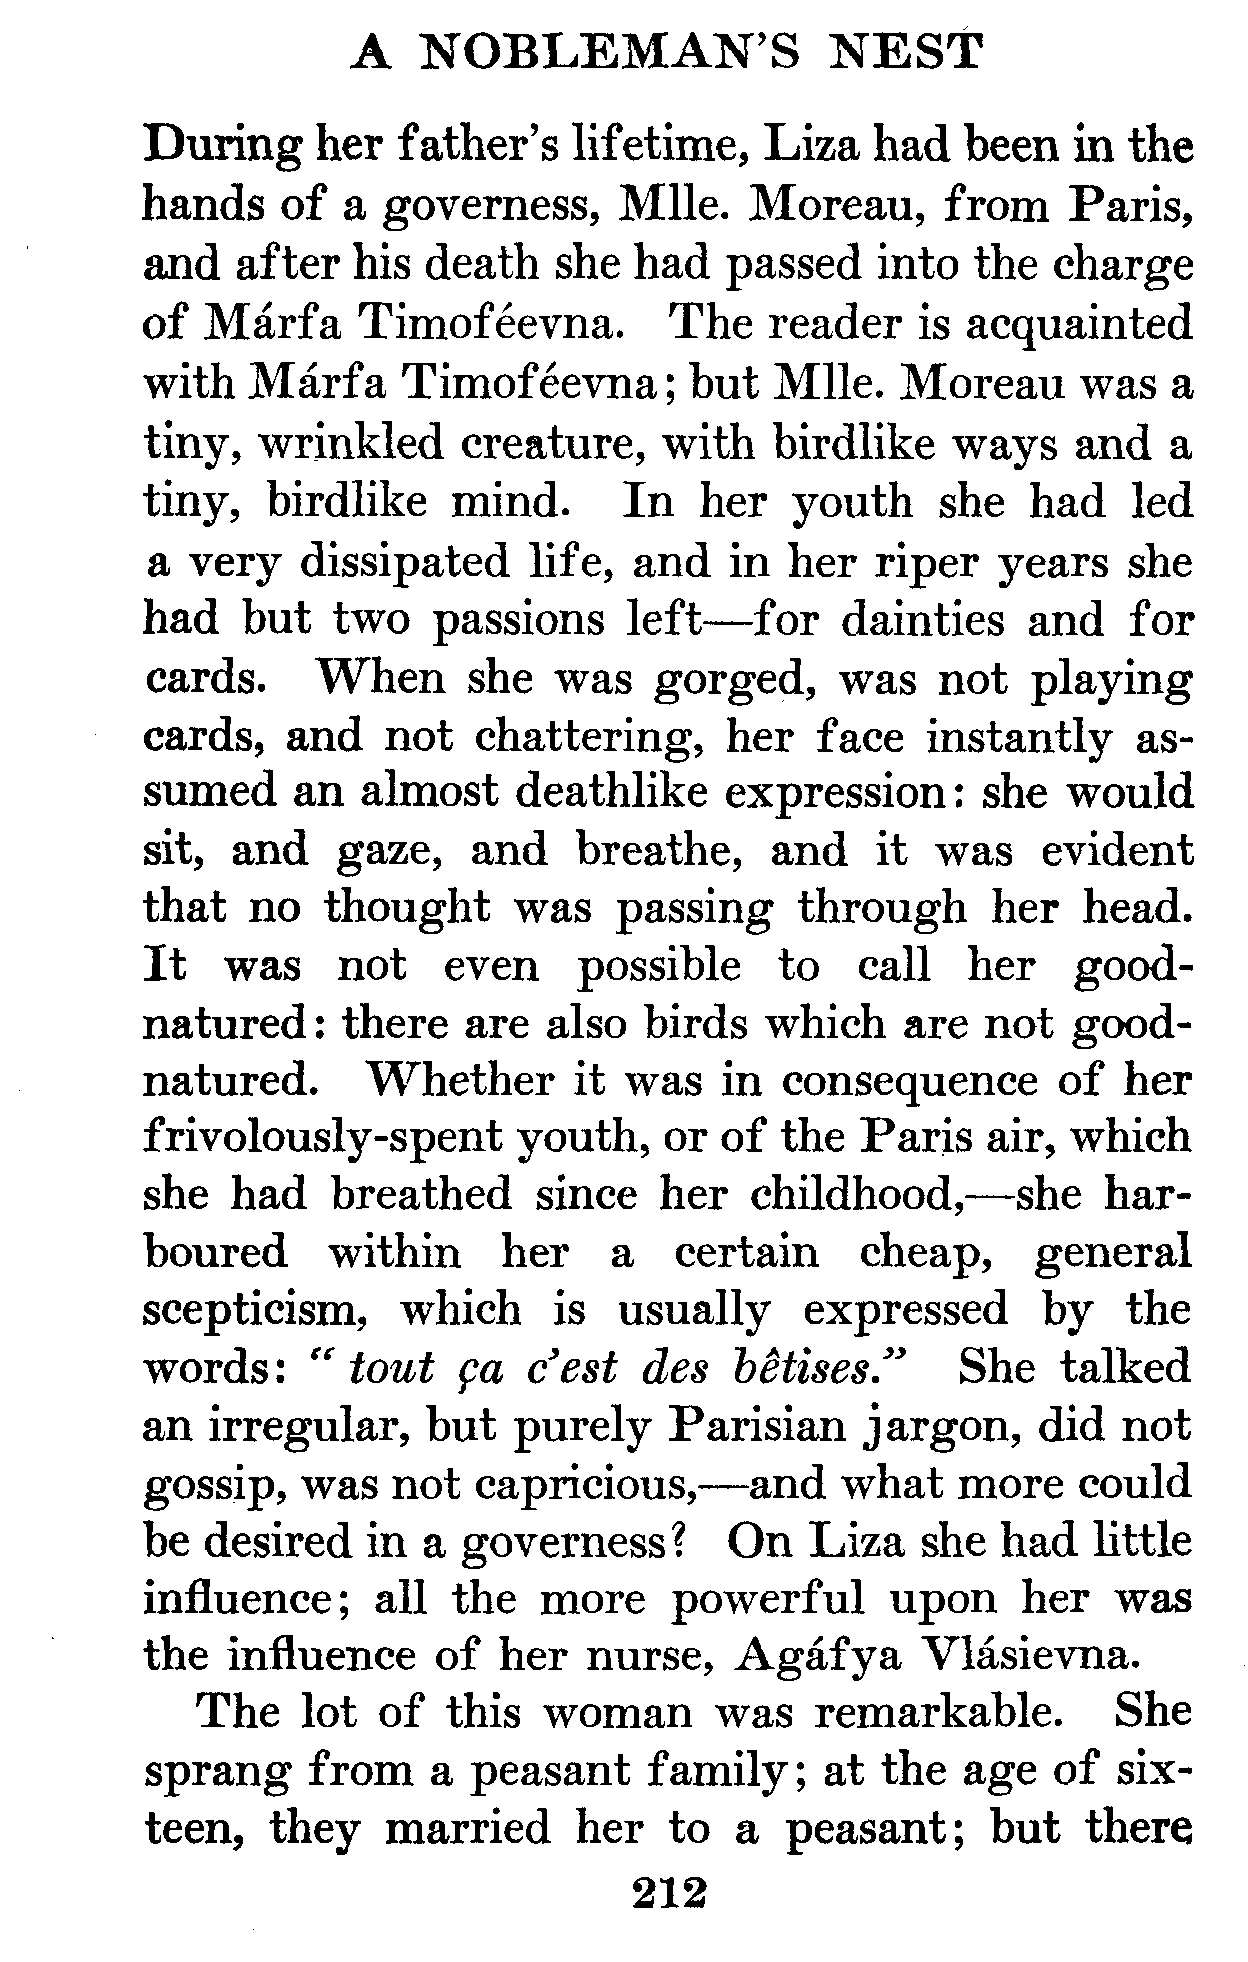 A NOBLEMAN'S NEST
During her father's lifetime, Liza had been in the
hands of a governess, Mlle. Moreau, from Paris,
and after his death she had passed into the charge
of Márfa Timoféevna. The reader is acquainted
with Márfa Timoféevna; but Mlle. Moreau was a
tiny, wrinkled creature, with birdlike ways and a
tiny, birdlike mind. In her youth she had led
a very dissipated life, and in her riper years she
had but two passions left—for dainties and for
cards. When she was gorged, was not playing
cards, and not chattering, her face instantly as-
sumed an almost deathlike expression: she would
sit, and gaze, and breathe, and it was evident
that no thought was passing through her head.
It was not even possible to call her good-
natured: there are also birds which are not good-
natured. Whether it was in consequence of her
frivolously-spent youth, or of the Paris air, which
she had breathed since her childhood,—she har-
boured within her a certain cheap, general
scepticism, which is usually expressed by the
words: " tout ça c'est des bêtises." She talked
an irregular, but purely Parisian jargon, did not
gossip, was not capricious,—and what more could
be desired in a governess? On Liza she had little
influence; all the more powerful upon her was
the influence of her nurse, Agáfya Vlásievna.
The lot of this woman was remarkable. She
sprang from a peasant family; at the age of six-
teen, they married her to a peasant; but there
212